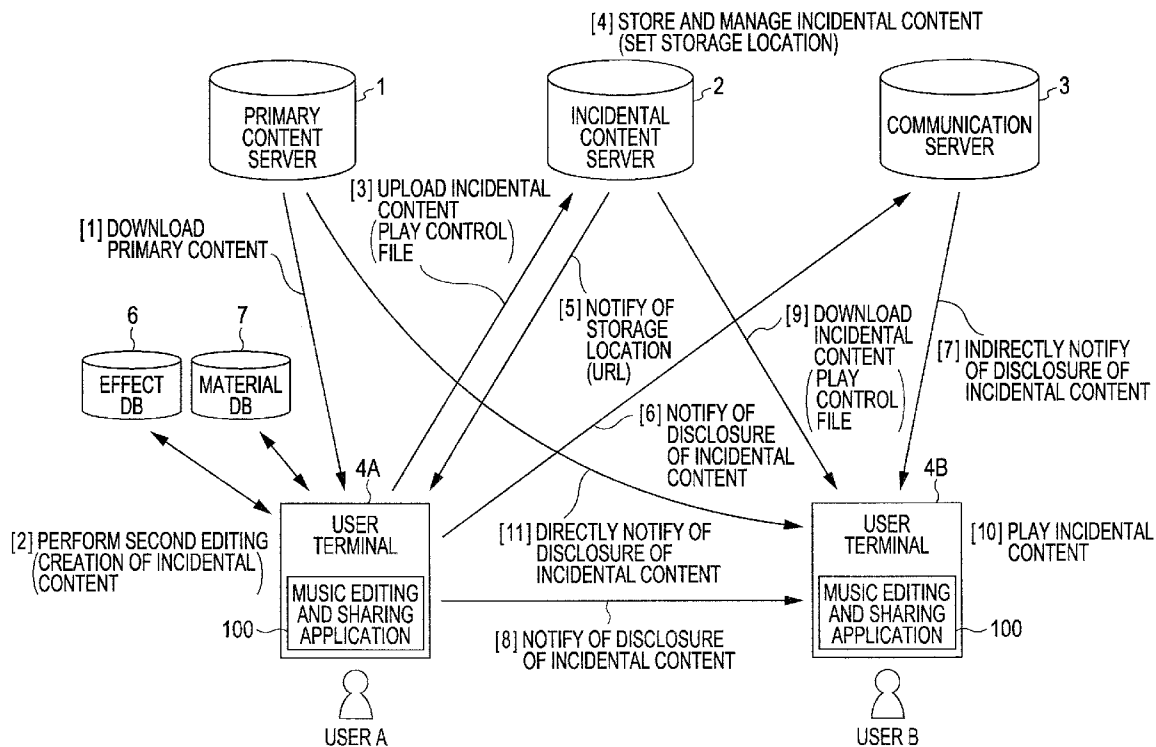 [4] STORE AND MANAGE INCIDENTAL CONTENT
(SET STORAGE LOCATION)
1
PRIMARY
CONTENT
SERVER
2
INCIDENTAL
CONTENT
SERVER
3
COMMUNICATION
SERVER
[3] UPLOAD INCIDENTAL
CONTENT
(PLAY CONTROL
FILE)
[1] DOWNLOAD
PRIMARY CONTENT
[5] NOTIFY OF
STORAGE
LOCATION
(URL)
[9] DOWNLOAD
INCIDENTAL
CONTENT
(PLAY
CONTROL
FILE)
[7] INDIRECTLY NOTIFY
OF DISCLOSURE OF
INCIDENTAL CONTENT
6
EFFECT
DB
7
MATERIAL
DB
[6] NOTIFY OF
DISCLOSURE
OF INCIDENTAL
CONTENT
4A
USER
TERMINAL
MUSIC EDITING
AND SHARING
APPLICATION
100
[2] PERFORM SECOND EDITING
(CREATION OF INCIDENTAL
CONTENT)
[11] DIRECTLY NOTIFY OF
DISCLOSURE OF
INCIDENTAL CONTENT
[8] NOTIFY OF DISCLOSURE
OF INCIDENTAL CONTENT
4B
USER
TERMINAL
MUSIC EDITING
AND SHARING
APPLICATION
100
[10] PLAY INCIDENTAL
CONTENT
USER A
USER B